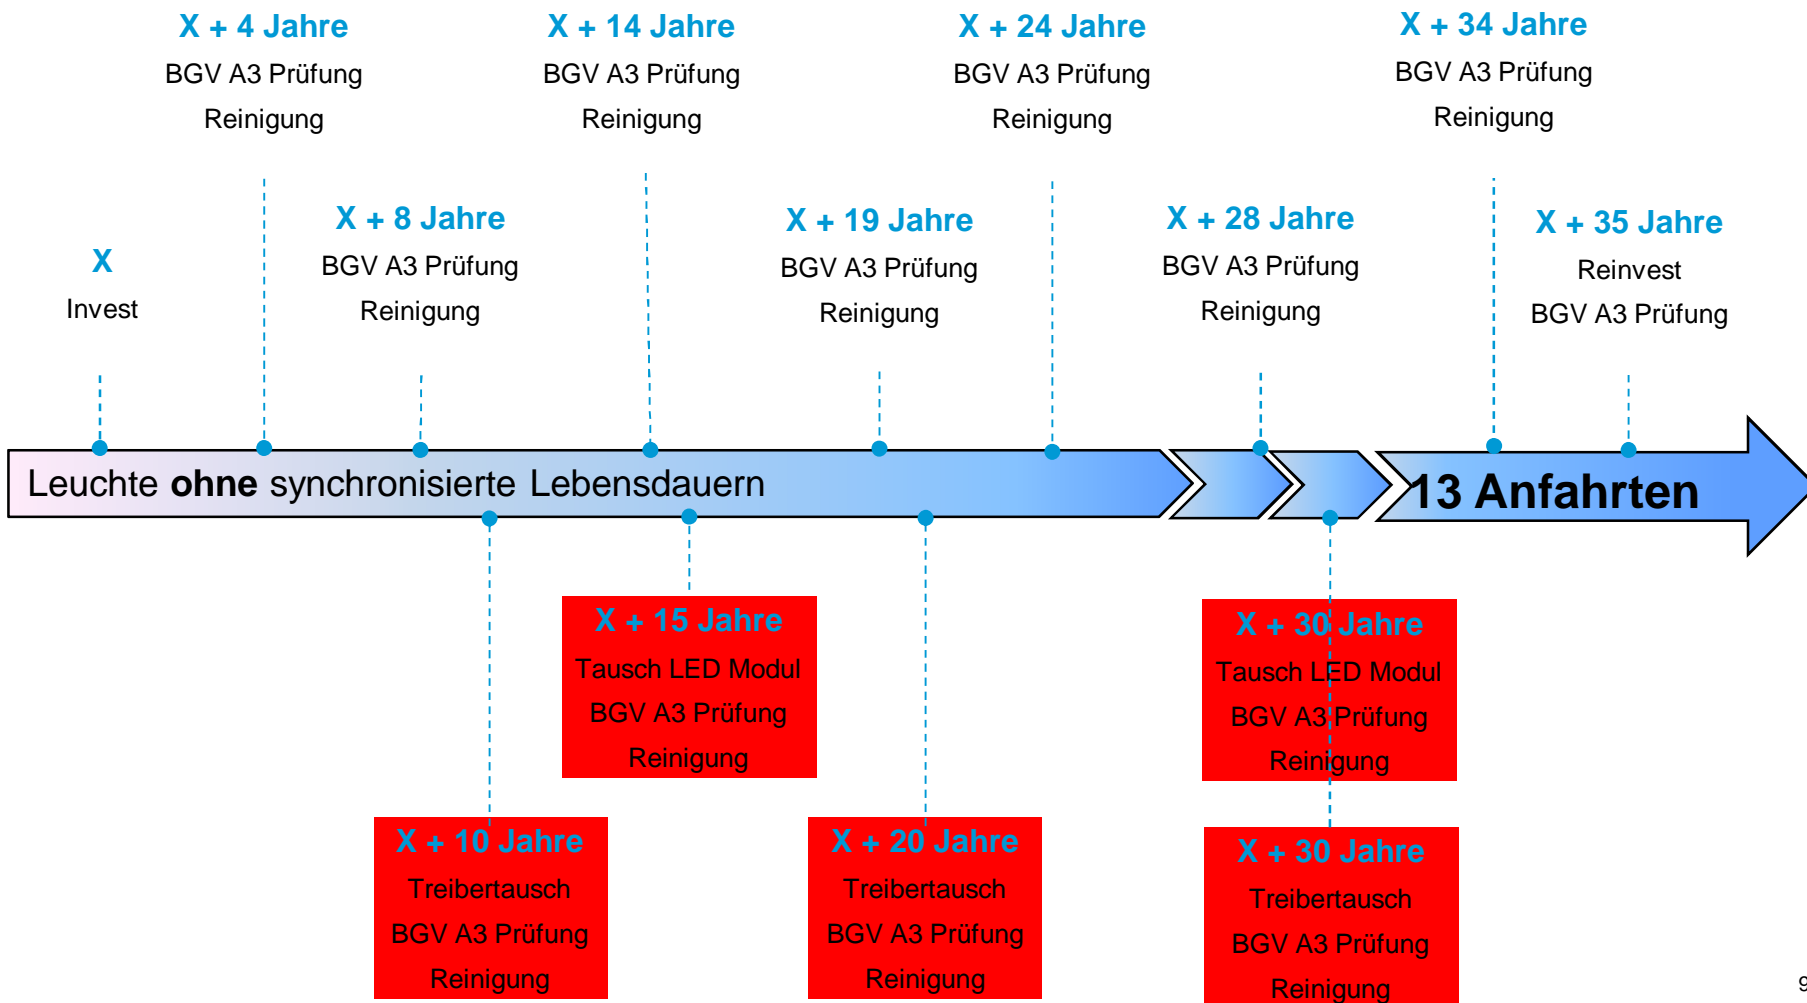 X + 4 Jahre
BGV A3 Prüfung
Reinigung
X + 14 Jahre
BGV A3 Prüfung
Reinigung
X + 24 Jahre
BGV A3 Prüfung
Reinigung
X + 34 Jahre
BGV A3 Prüfung
Reinigung
X
Invest
X + 8 Jahre
BGV A3 Prüfung
Reinigung
X + 19 Jahre
BGV A3 Prüfung
Reinigung
X + 28 Jahre
BGV A3 Prüfung
Reinigung
X + 35 Jahre
Reinvest
BGV A3 Prüfung
Leuchte ohne synchronisierte Lebensdauern
13 Anfahrten
X + 15 Jahre
Tausch LED Modul
BGV A3 Prüfung
Reinigung
X + 30 Jahre
Tausch LED Modul
BGV A3 Prüfung
Reinigung
X + 10 Jahre
Treibertausch
BGV A3 Prüfung
Reinigung
X + 20 Jahre
Treibertausch
BGV A3 Prüfung
Reinigung
X + 30 Jahre
Treibertausch
BGV A3 Prüfung
Reinigung
9